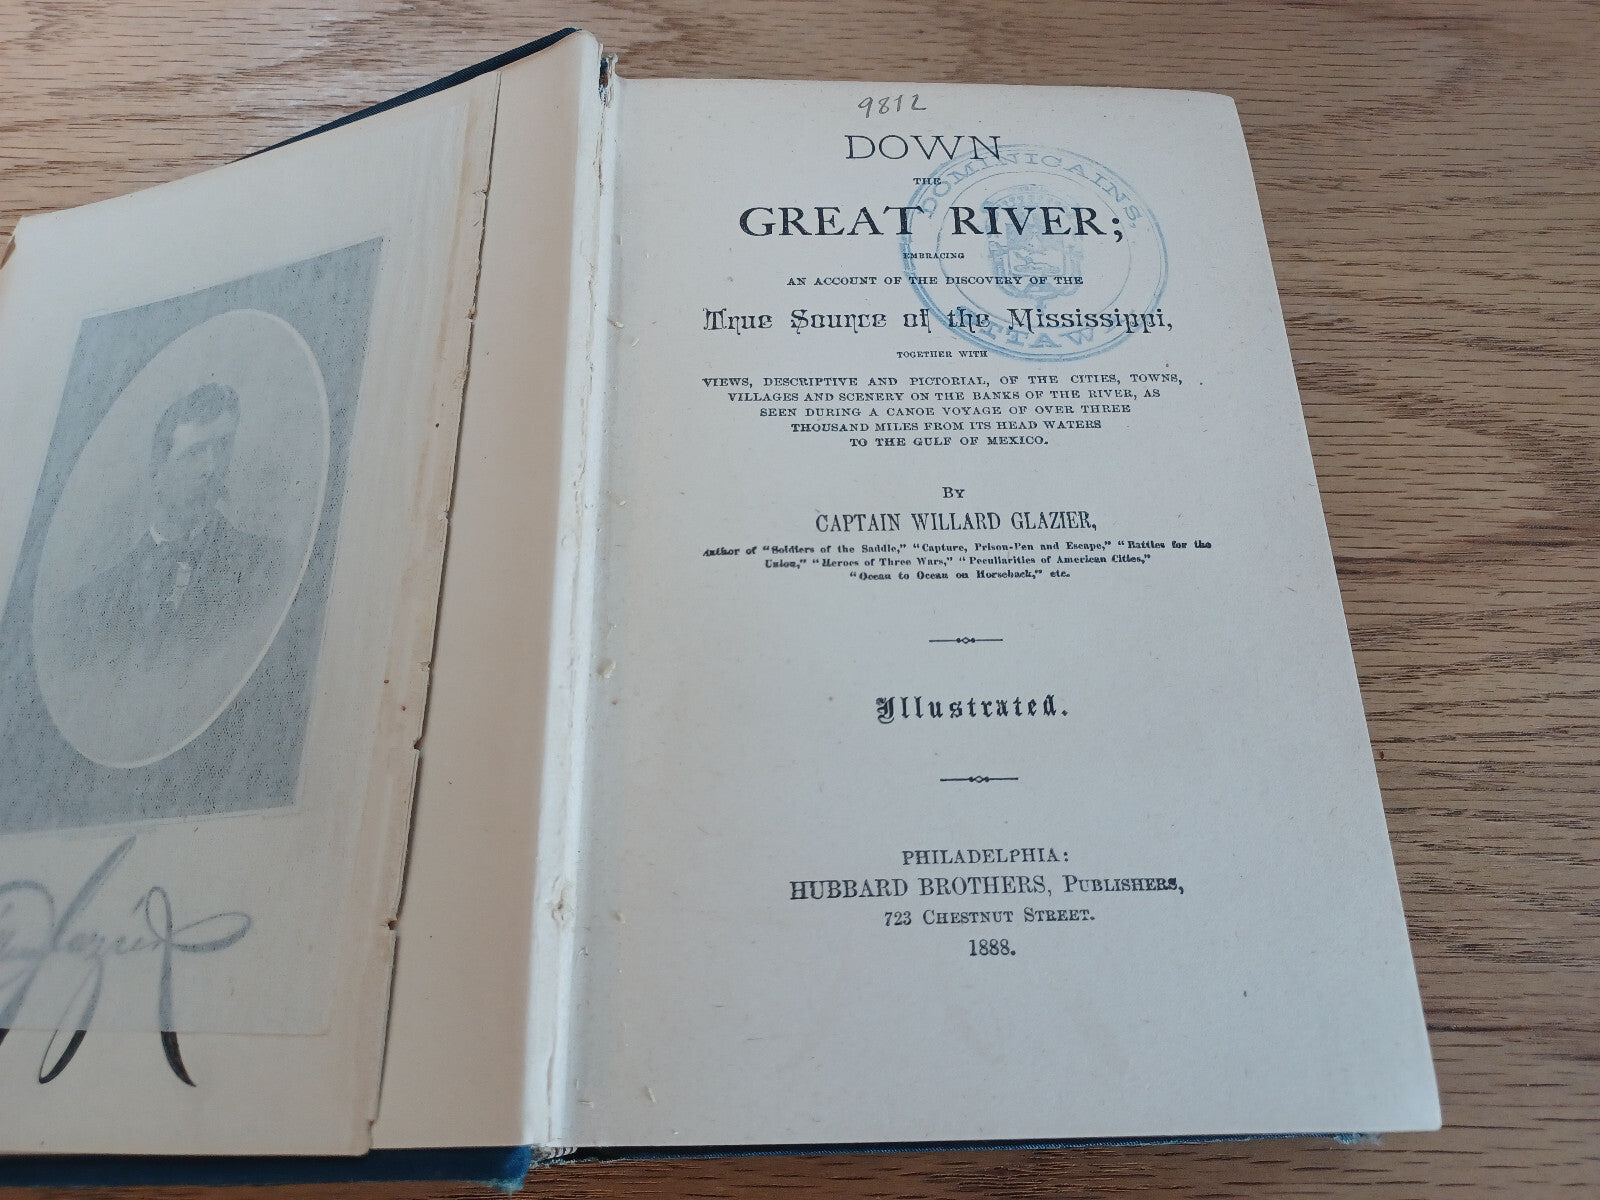 9812
DOWN
THE
GREAT RIVER;
EMBRACING
AN ACCOUNT OF THE DISCOVERY OF THE
True Source of the Mississippi,
TOGETHER WITH
VIEWS, DESCRIPTIVE AND PICTORIAL, OF THE CITIES, TOWNS,
VILLAGES AND SCENERY ON THE BANKS OF THE RIVER, AS
SEEN DURING A CANOE VOYAGE OF OVER THREE
THOUSAND MILES FROM ITS HEAD WATERS
TO THE GULF OF MEXICO.
BY
CAPTAIN WILLARD GLAZIER,
Author of "Soldiers of the Saddle," "Capture, Prison-Pen and Escape," "Battles for the
Union," "Heroes of Three Wars," "Peculiarities of American Cities,"
"Ocean to Ocean on Horseback," etc.
Illustrated.
PHILADELPHIA:
HUBBARD BROTHERS, PUBLISHERS,
723 CHESTNUT STREET.
1888.
DOMINICAINS,
OTTAWA